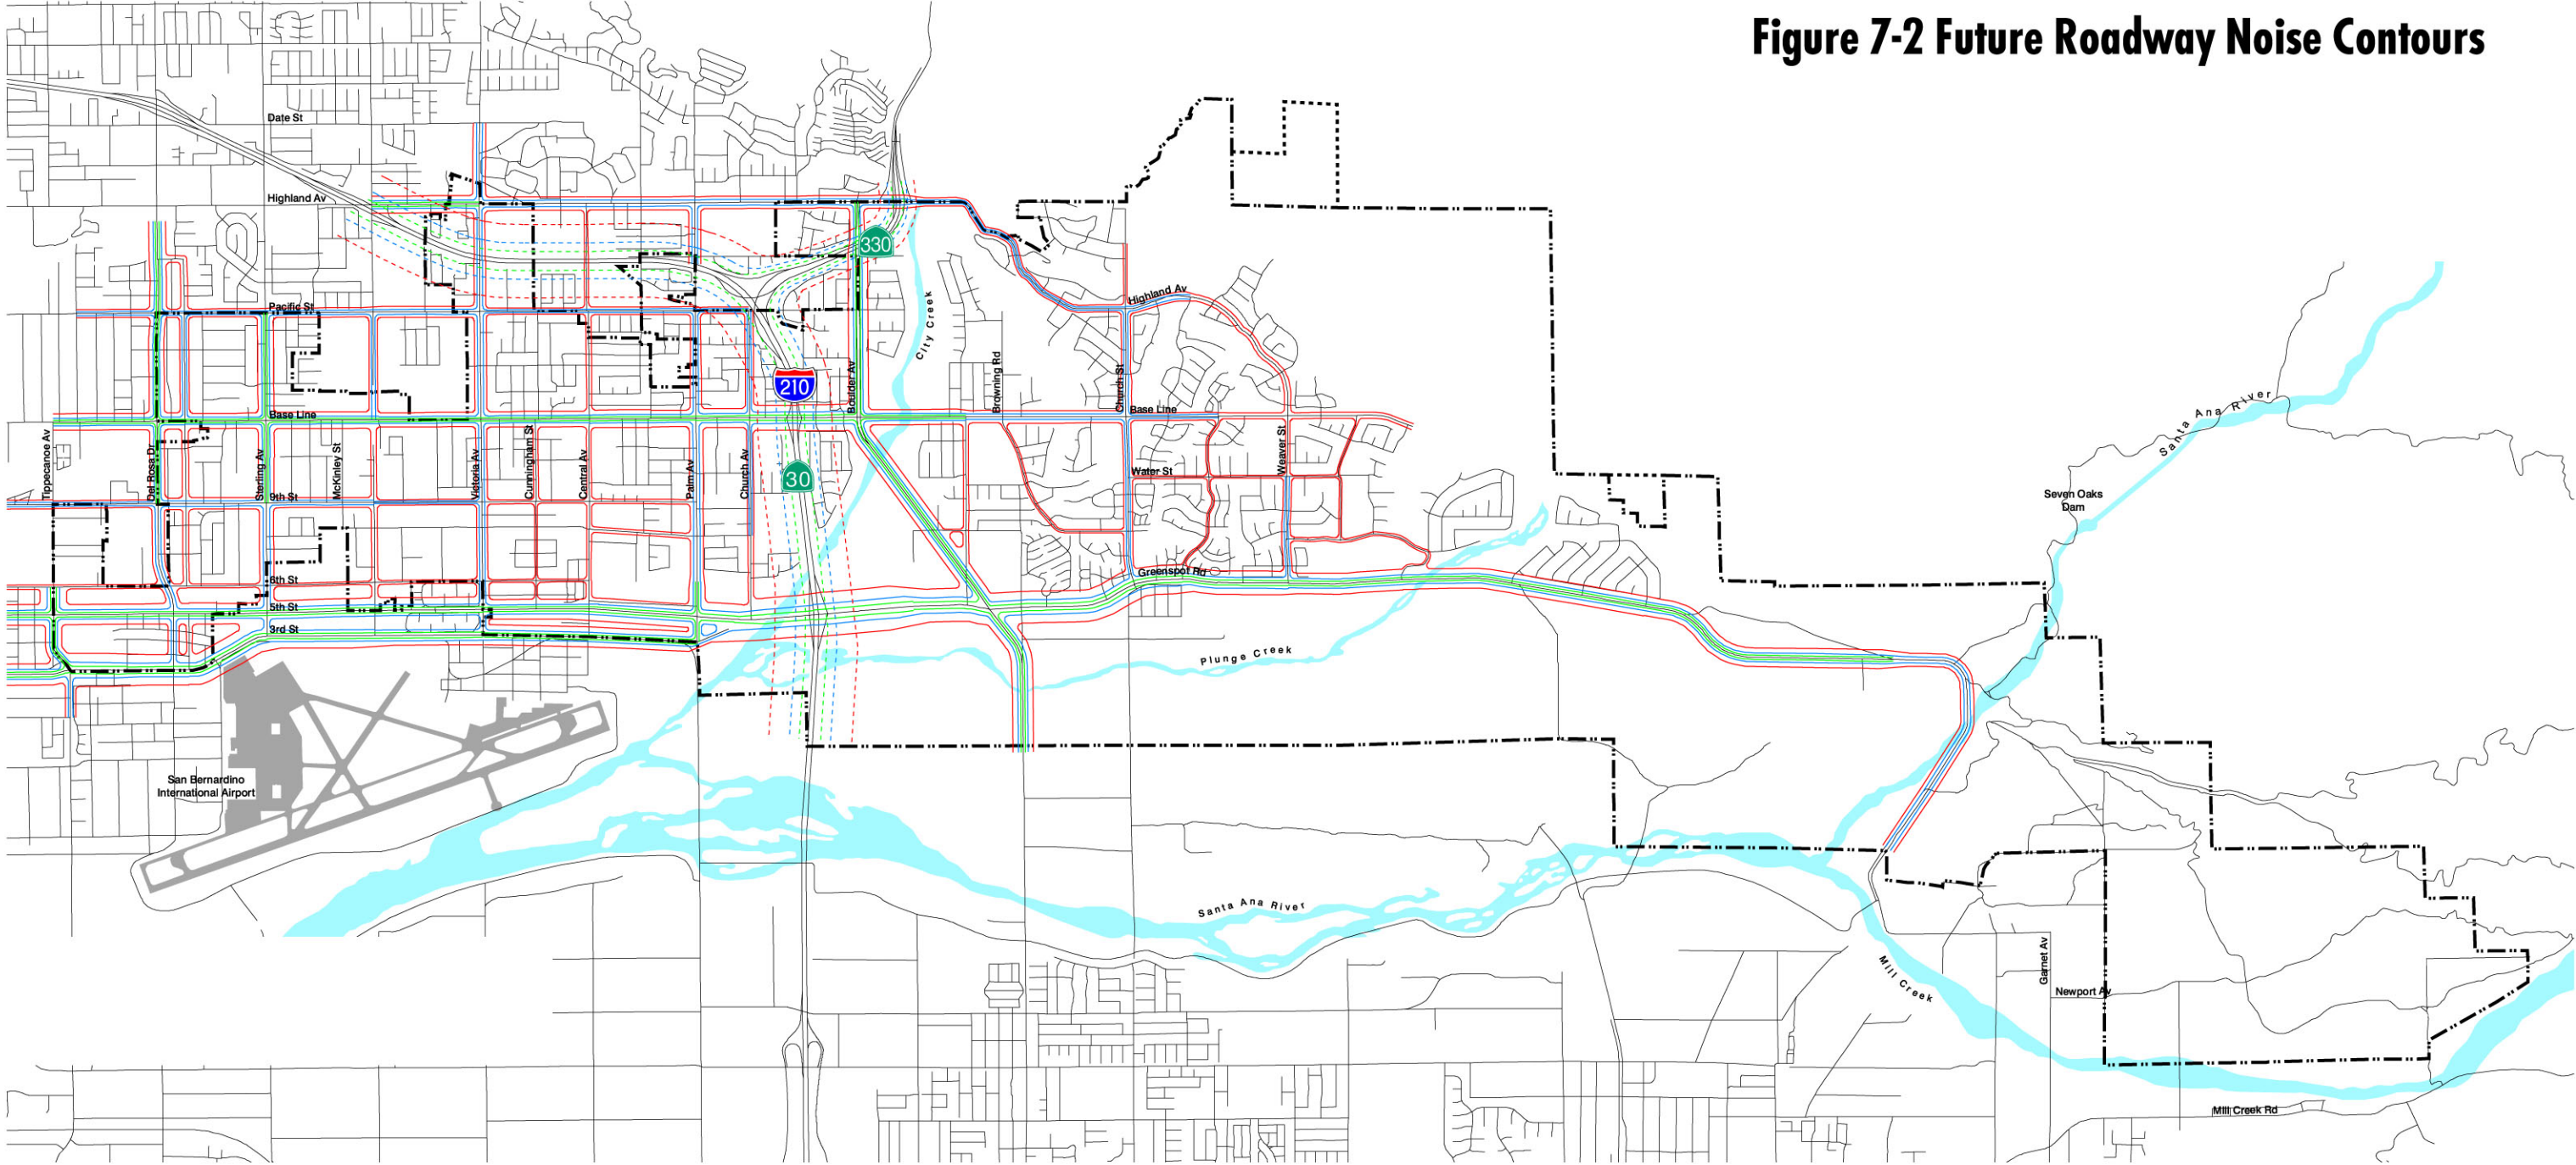 Figure 7-2 Future Roadway Noise Contours
Date St
Highland Av
330
Highland Av
Pacific St
City Creek
Santa Ana River
Browning Rd
Boulder Av
Church St
210
Base Line
Base Line
Tippecanoe Av
Del Rosa Dr
Sterling Av
McKinley St
Victoria Av
Cunningham St
Central Av
Palm Av
Church Av
30
Weaver St
Water St
9th St
Seven Oaks
Dam
Greenspot Rd
6th St
5th St
3rd St
Plunge Creek
San Bernardino
International Airport
Santa Ana River
Mill Creek
Garnet Av
Newport Av
Mill Creek Rd